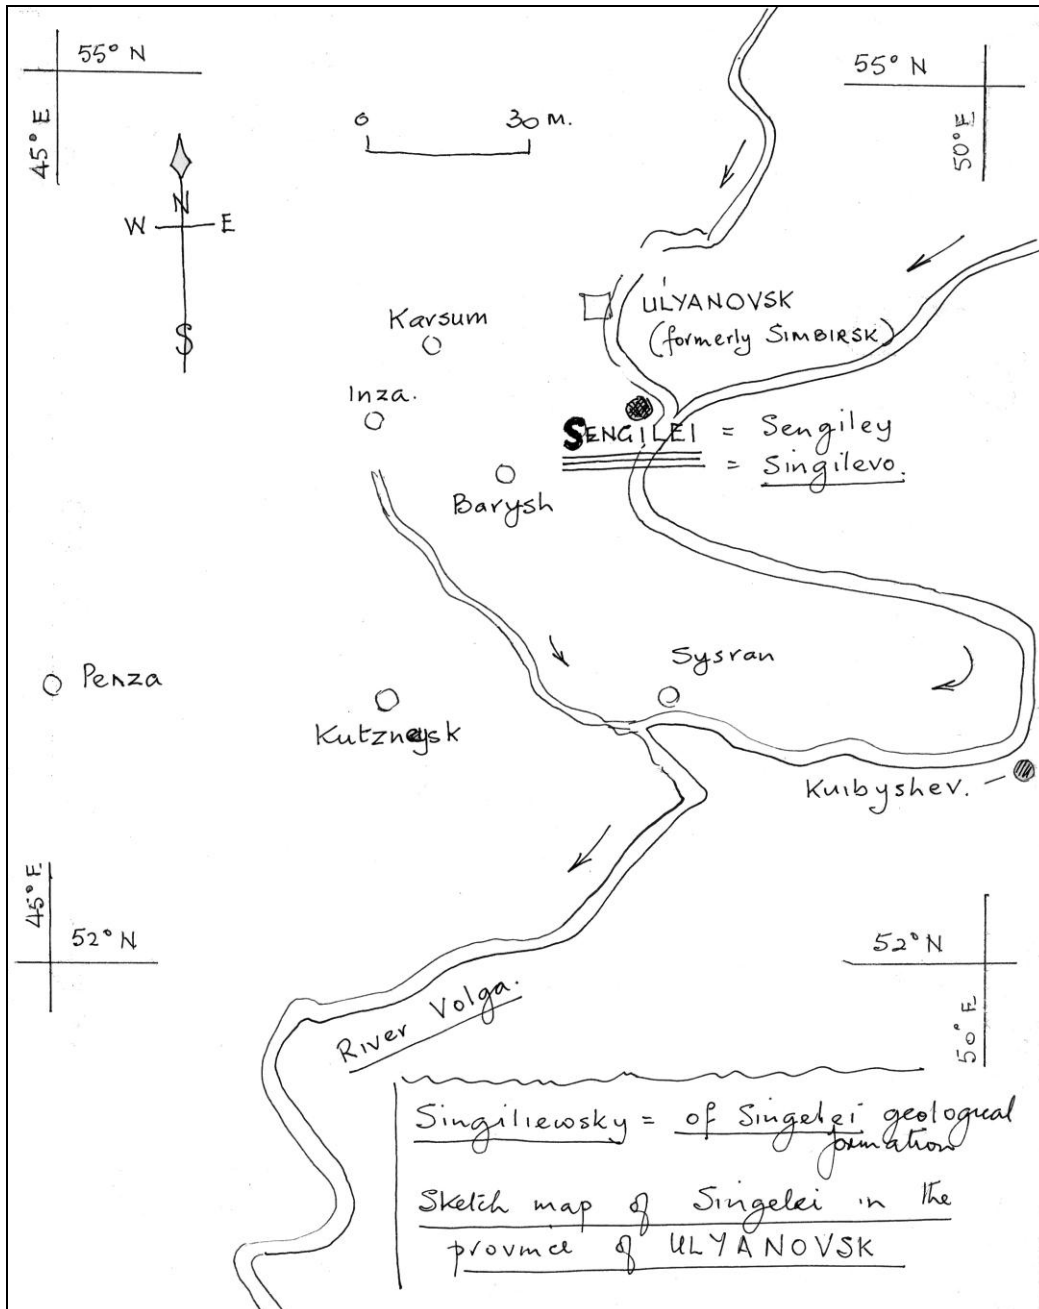 55° N
55° N
45° E
50° E
0 30 m.
N
W E
S
ULYANOVSK
(formerly SIMBIRSK)
Karsum
Inza.
SENGILEI = Sengiley
= Singilevo.
Barysh
Sysran
Penza
Kutzneysk
Kuibyshev.
45° E
52° N
52° N
50° E
River Volga.
Singiliewsky = of Singelei geological
formation
Sketch map of Singelei in the
province of ULYANOVSK